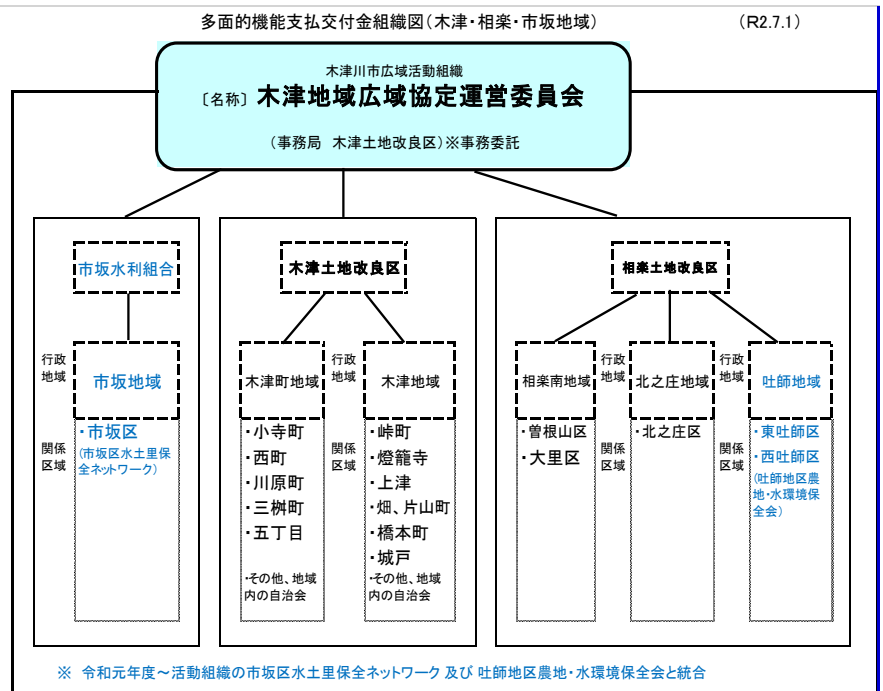 多面的機能支払交付金組織図(木津・相楽・市坂地域)
(R2.7.1)
木津川市広域活動組織
〔名称〕 木津地域広域協定運営委員会
(事務局 木津土地改良区)※事務委託
市坂水利組合
行政
地域
市坂地域
関係
区域
・市坂区
(市坂区水土里保
全ネットワーク)
木津土地改良区
木津町地域
・小寺町
・西町
・川原町
・三桝町
・五丁目
・その他、地域
内の自治会
行政
地域
関係
区域
木津地域
・峠町
・燈籠寺
・上津
・畑、片山町
・橋本町
・城戸
・その他、地域
内の自治会
相楽土地改良区
相楽南地域
・曽根山区
・大里区
行政
地域
関係
区域
北之庄地域
・北之庄区
行政
地域
関係
区域
吐師地域
・東吐師区
・西吐師区
(吐師地区農
地・水環境保
全会)
※ 令和元年度~活動組織の市坂区水土里保全ネットワーク 及び 吐師地区農地・水環境保全会と統合